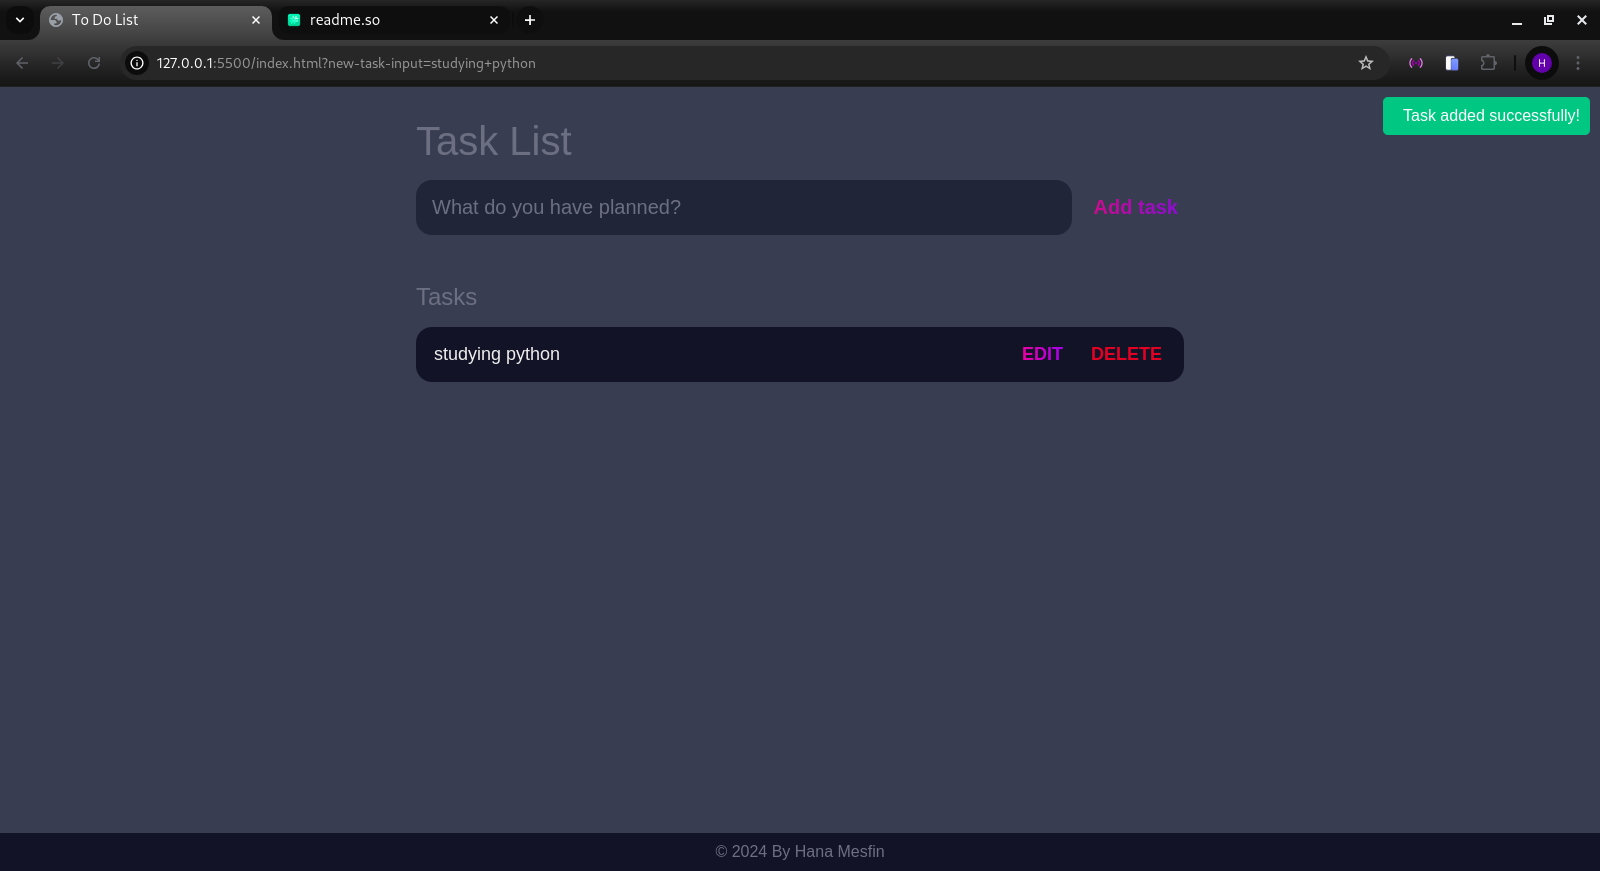 To Do List
readme.so
127.0.0.1:5500/index.html?new-task-input=studying+python
H
Task added successfully!
Task List
What do you have planned?
Add task
Tasks
studying python EDIT DELETE
© 2024 By Hana Mesfin